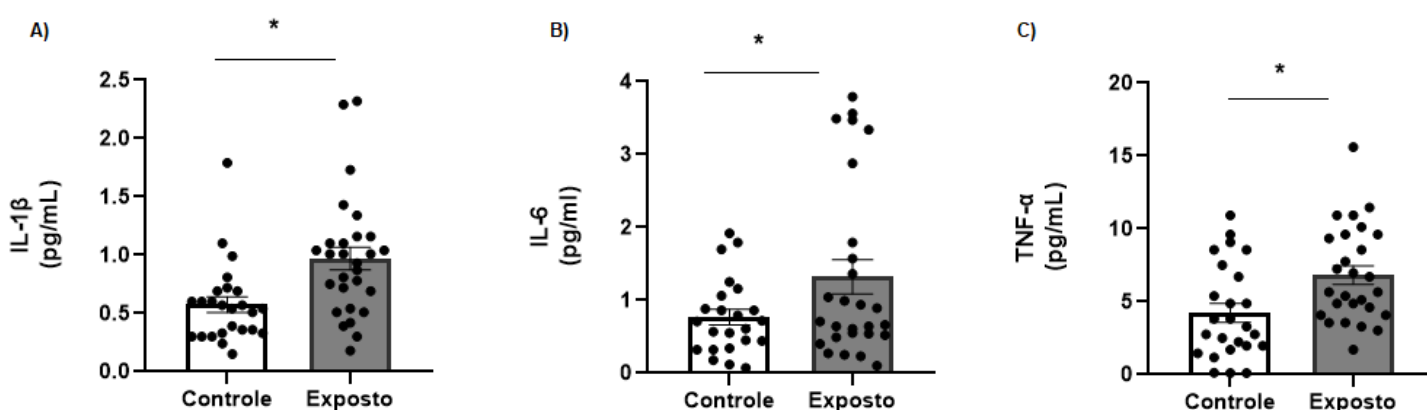 A)
*
IL-1β
(pg/mL)
2.5
2.0
1.5
1.0
0.5
0.0
Controle Exposto
B)
*
IL-6
(pg/ml)
4
3
2
1
0
Controle Exposto
C)
*
TNF-α
(pg/mL)
20
15
10
5
0
Controle Exposto